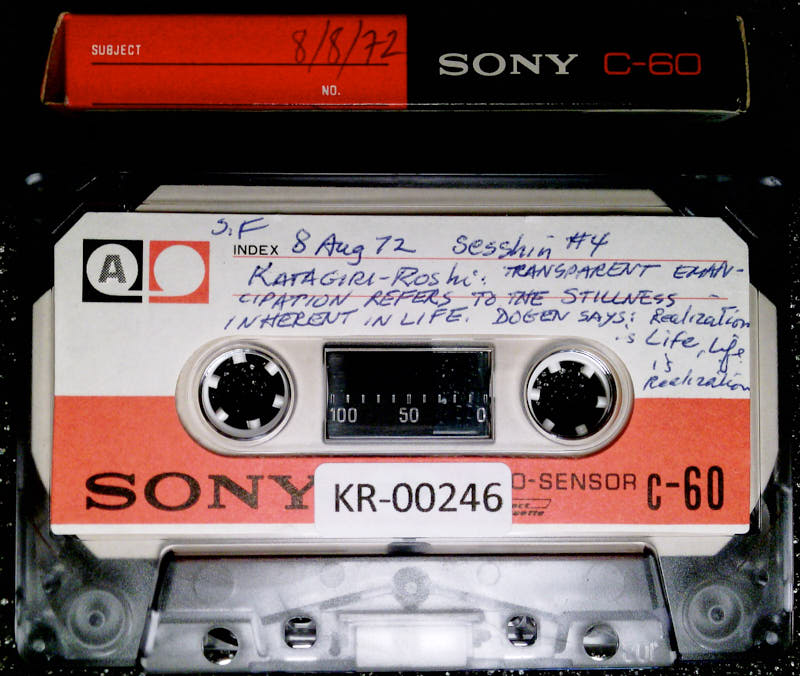 SUBJECT 8/8/72
NO.
SONY C-60
S.F
A INDEX 8 Aug 72 Sesshin #4
KATAGIRI-ROSHI: TRANSPARENT EMAN-
CIPATION REFERS TO THE STILLNESS –
INHERENT IN LIFE. DOGEN SAYS: Realization
is Life, Life
is
Realization
100 50 0
SONY KR-00246 O-SENSOR C-60